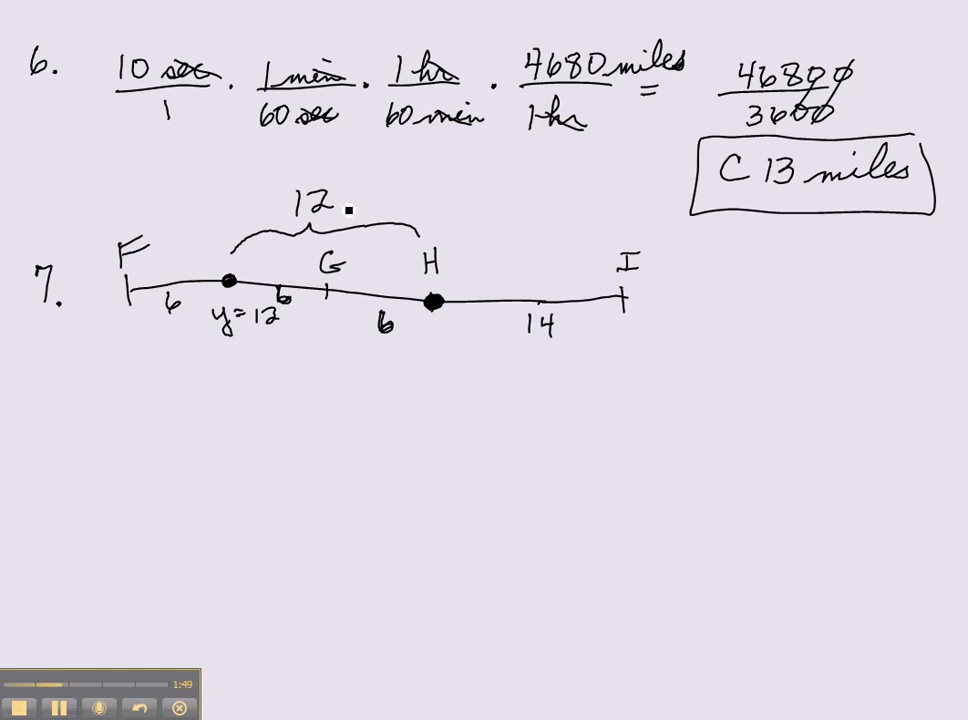 6. 10 sec/1 · 1 min/60 sec · 1 hr/60 min · 4680 miles/1 hr = 46800/3600
C 13 miles
12
F G H I
7.
6 6 6 14
y=12
1:49